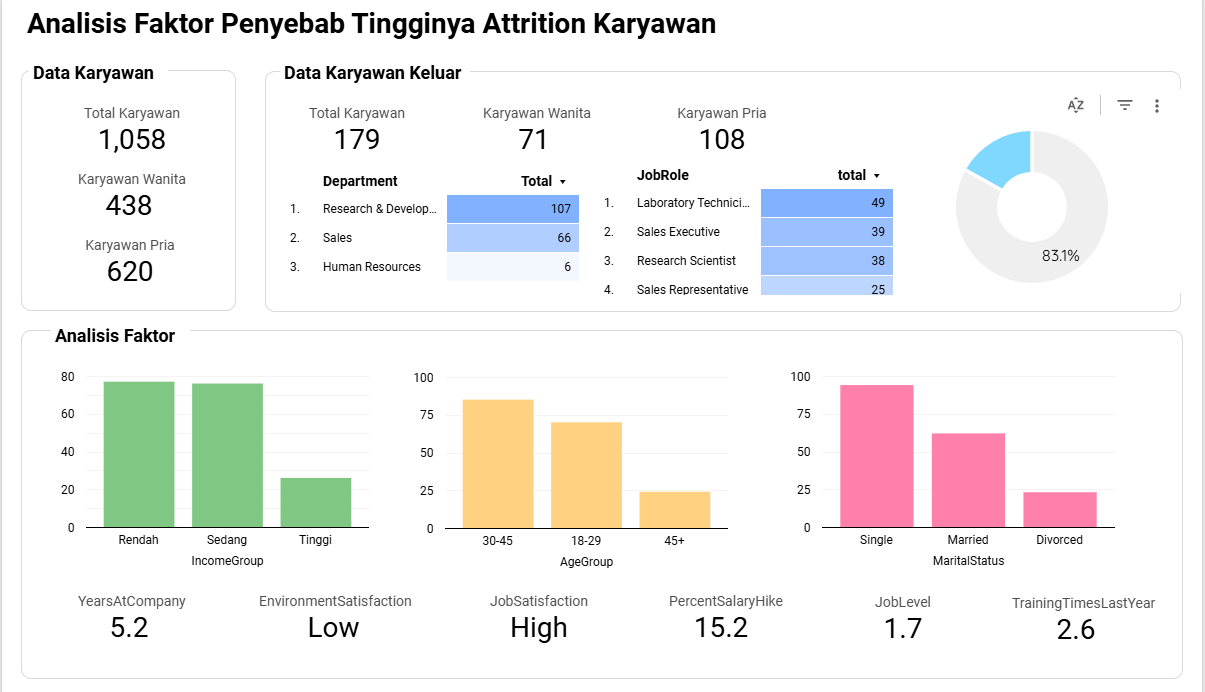 Analisis Faktor Penyebab Tingginya Attrition Karyawan
Data Karyawan
Total Karyawan
1,058
Karyawan Wanita
438
Karyawan Pria
620
Data Karyawan Keluar
Total Karyawan
179
Karyawan Wanita
71
Karyawan Pria
108
Department Total
1. Research & Develop... 107
2. Sales 66
3. Human Resources 6
JobRole total
1. Laboratory Technici... 49
2. Sales Executive 39
3. Research Scientist 38
4. Sales Representative 25
AZ
83.1%
Analisis Faktor
80
60
40
20
0
Rendah Sedang Tinggi
IncomeGroup
100
75
50
25
0
30-45 18-29 45+
AgeGroup
100
75
50
25
0
Single Married Divorced
MaritalStatus
YearsAtCompany
5.2
EnvironmentSatisfaction
Low
JobSatisfaction
High
PercentSalaryHike
15.2
JobLevel
1.7
TrainingTimesLastYear
2.6